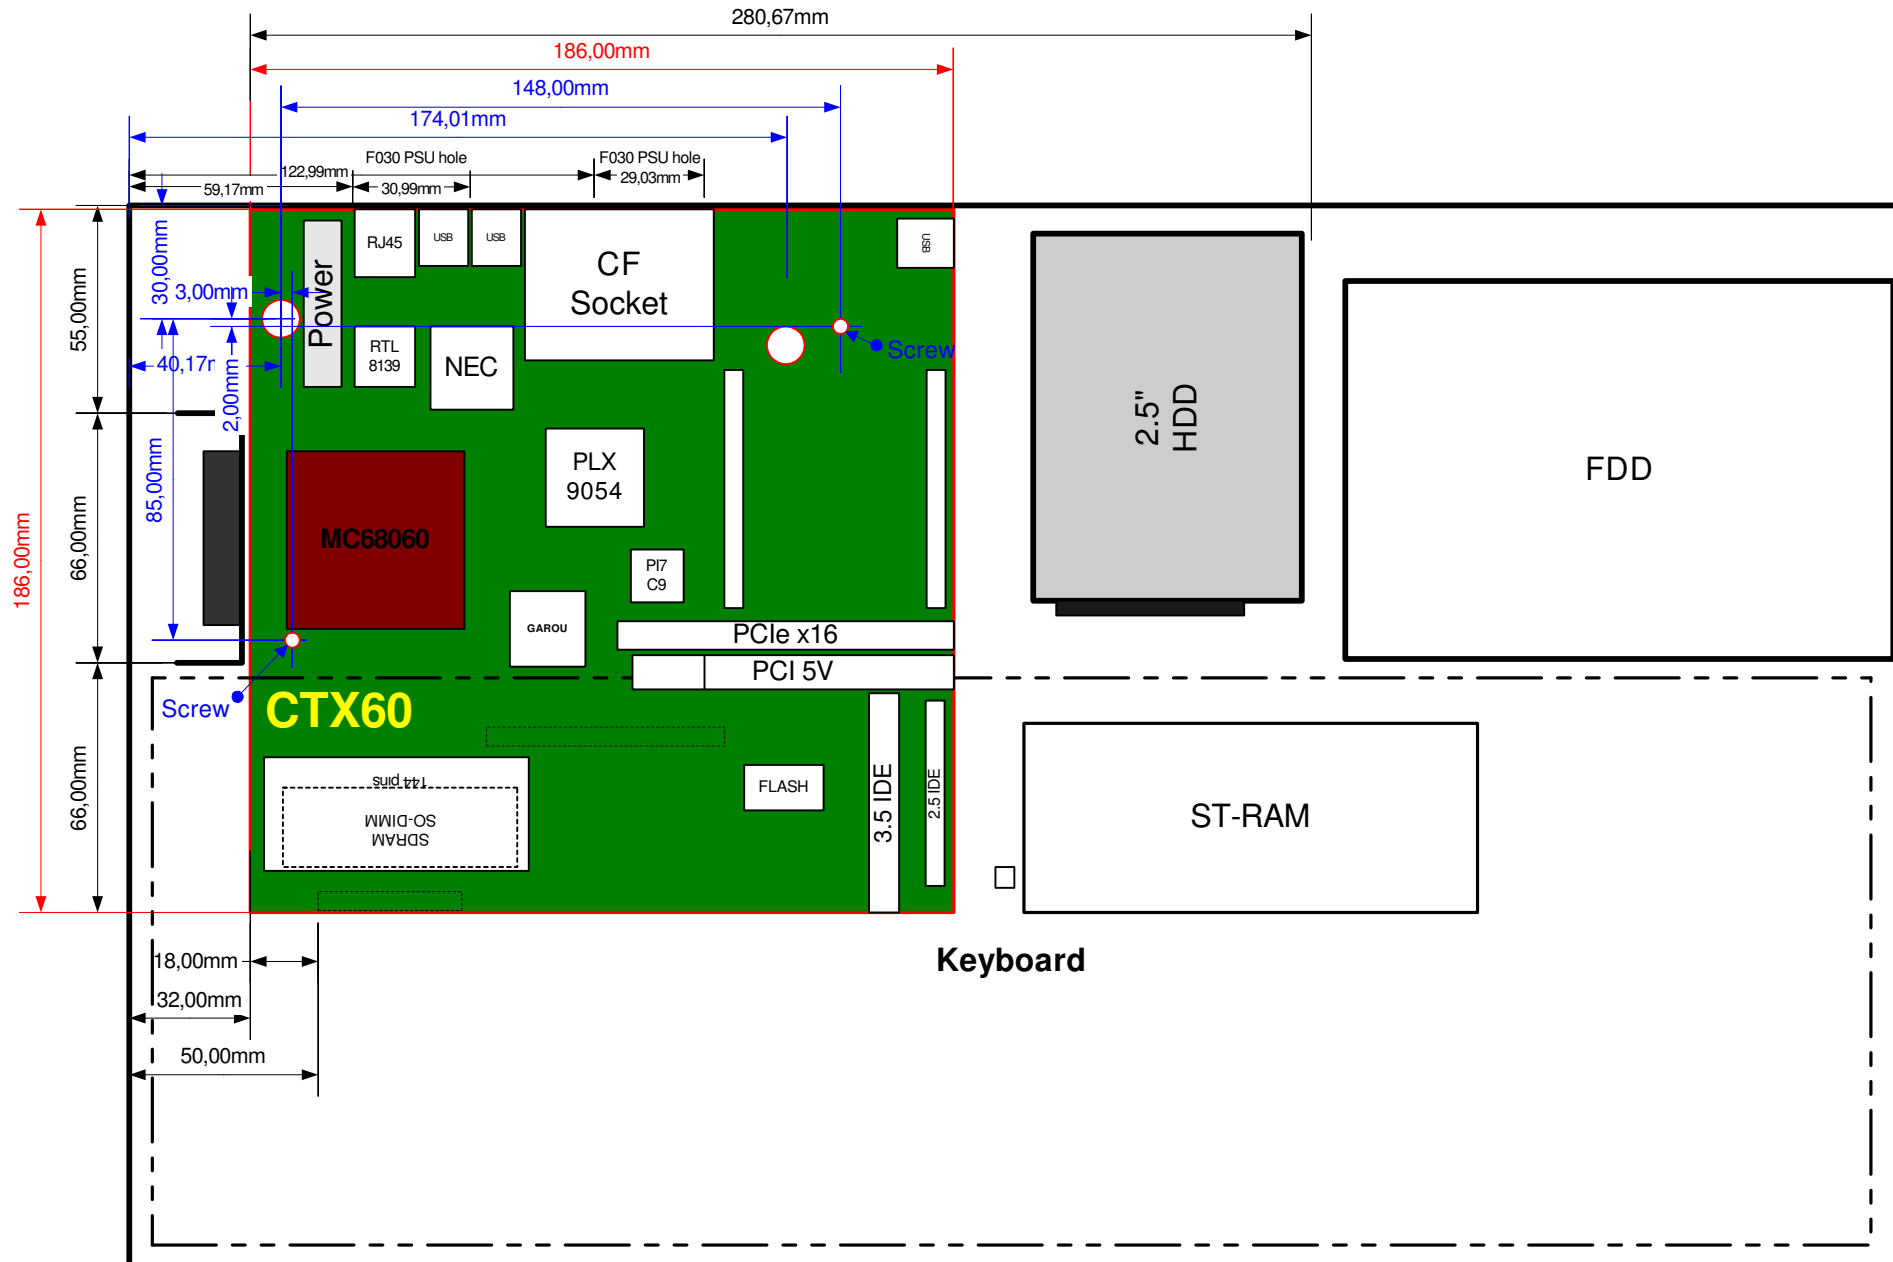 280,67mm
186,00mm
148,00mm
174,01mm
F030 PSU hole
F030 PSU hole
122,99mm
29,03mm
59,17mm
30,99mm
RJ45
USB
USB
USB
CF
Socket
Power
30,00mm
3,00mm
55,00mm
40,17
2,00mm
RTL
8139
NEC
Screw
2.5"
HDD
FDD
PLX
9054
85,00mm
66,00mm
186,00mm
MC68060
PI7
C9
GAROU
PCIe x16
PCI 5V
Screw
CTX60
66,00mm
144 pins
SDRAM
SO-DIMM
FLASH
3.5 IDE
2.5 IDE
ST-RAM
Keyboard
18,00mm
32,00mm
50,00mm